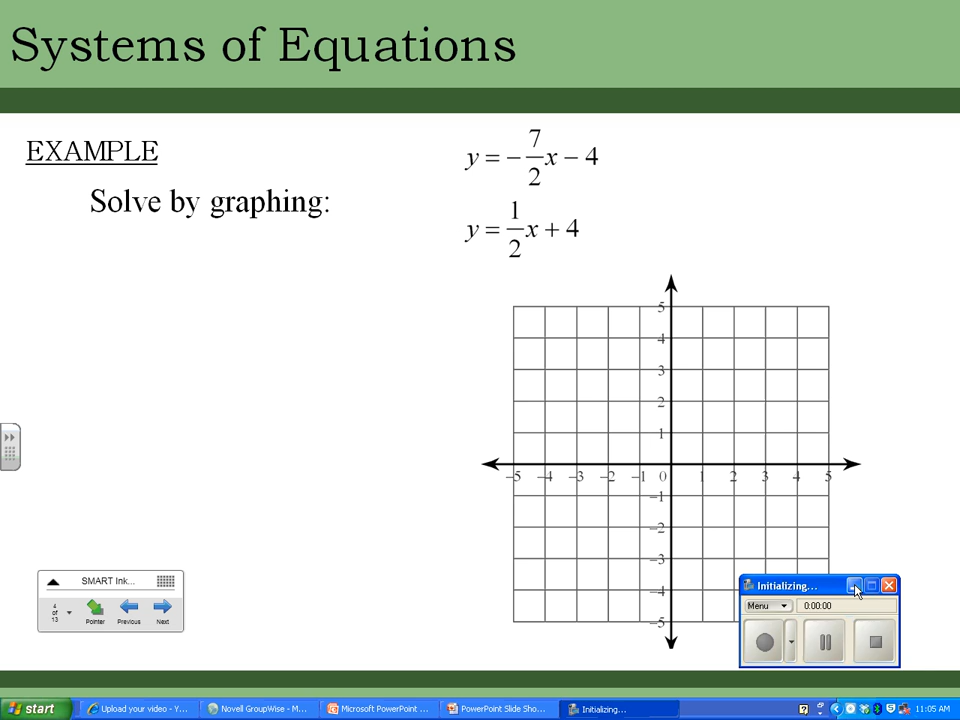 Systems of Equations
EXAMPLE
Solve by graphing:
y = −7/2x − 4
y = 1/2x + 4
5
4
3
2
1
−5 −4 −3 −2 −1 0 1 2 3 4 5
−1
−2
−3
−4
−5
SMART Ink...
4 of 13
Pointer Previous Next
Initializing...
Menu 0:00:00
start Upload your video - Y... Novell GroupWise - M... Microsoft PowerPoint ... PowerPoint Slide Sho... Initializing... 11:05 AM